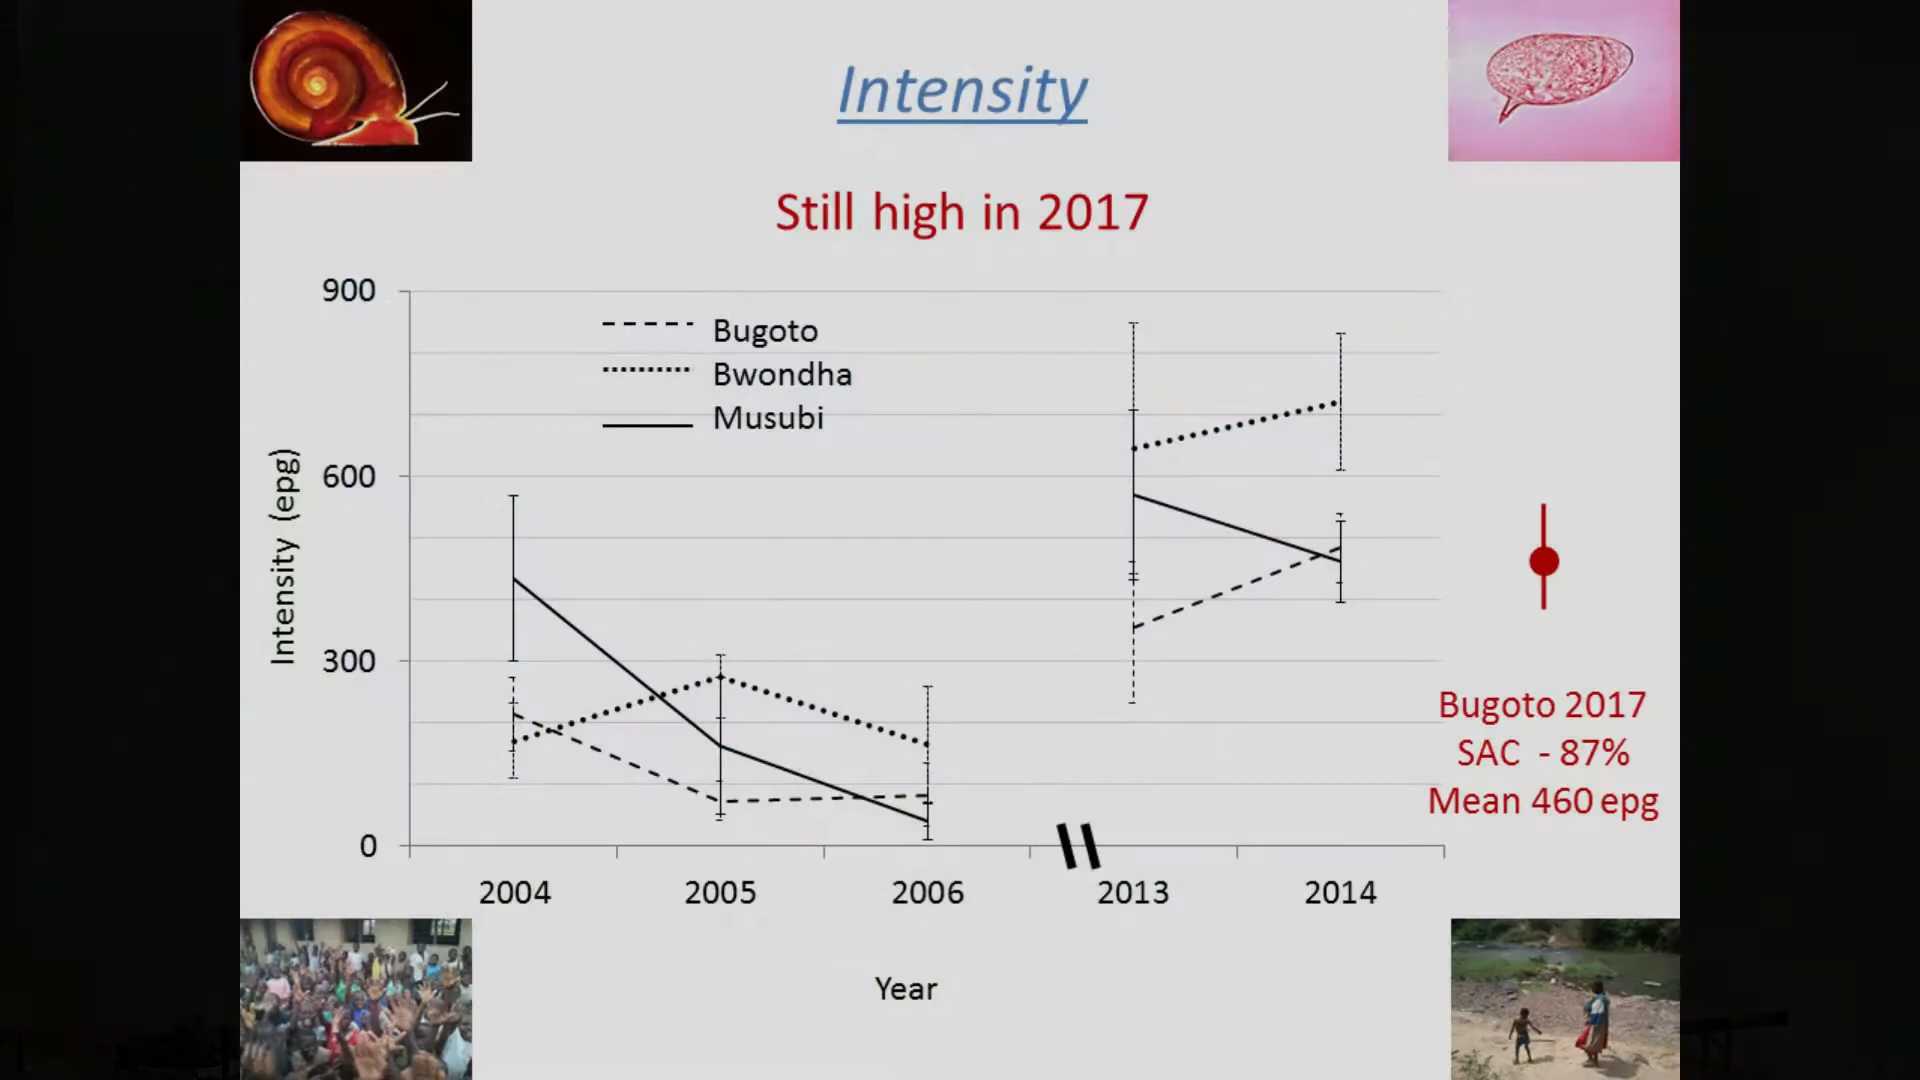 Intensity
Still high in 2017
900
600
300
0
Intensity (epg)
Bugoto
Bwondha
Musubi
2004 2005 2006 2013 2014
Year
Bugoto 2017
SAC - 87%
Mean 460 epg